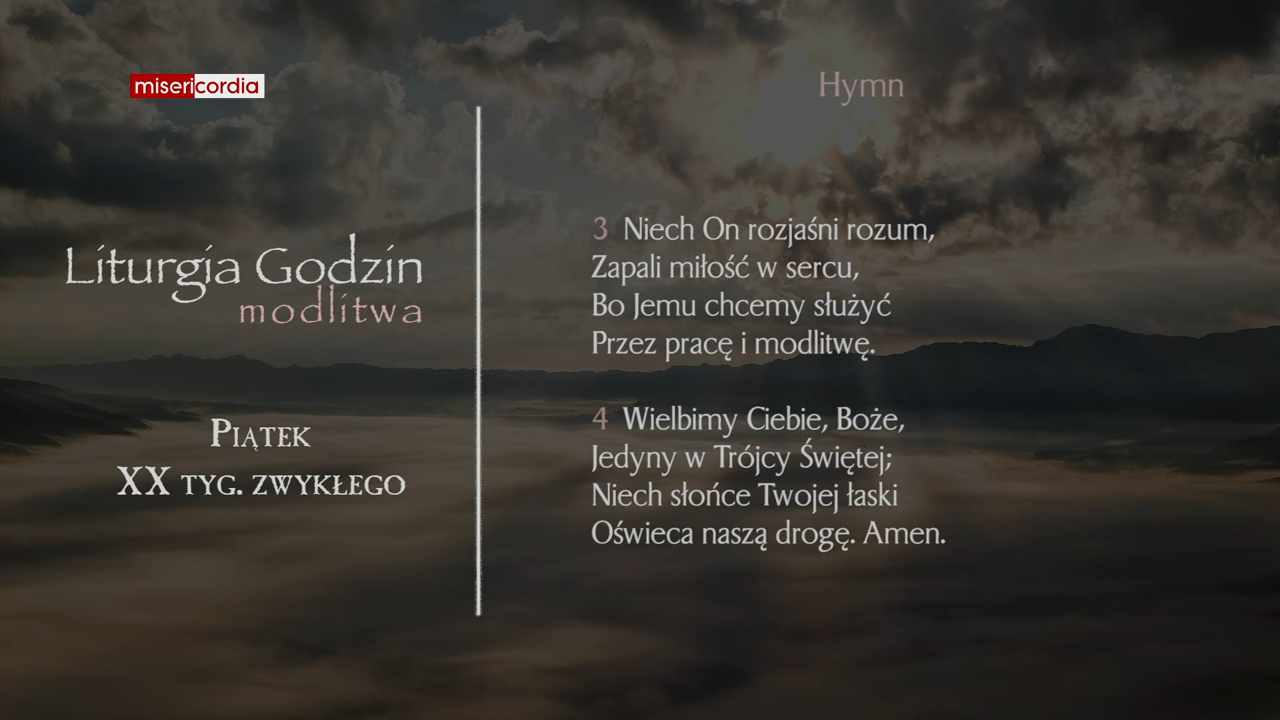 misericordia
Liturgia Godzin
modlitwa
Piątek
XX tyg. zwykłego
Hymn
3 Niech On rozjaśni rozum,
Zapali miłość w sercu,
Bo Jemu chcemy służyć
Przez pracę i modlitwę.
4 Wielbimy Ciebie, Boże,
Jedyny w Trójcy Świętej;
Niech słońce Twojej łaski
Oświeca naszą drogę. Amen.